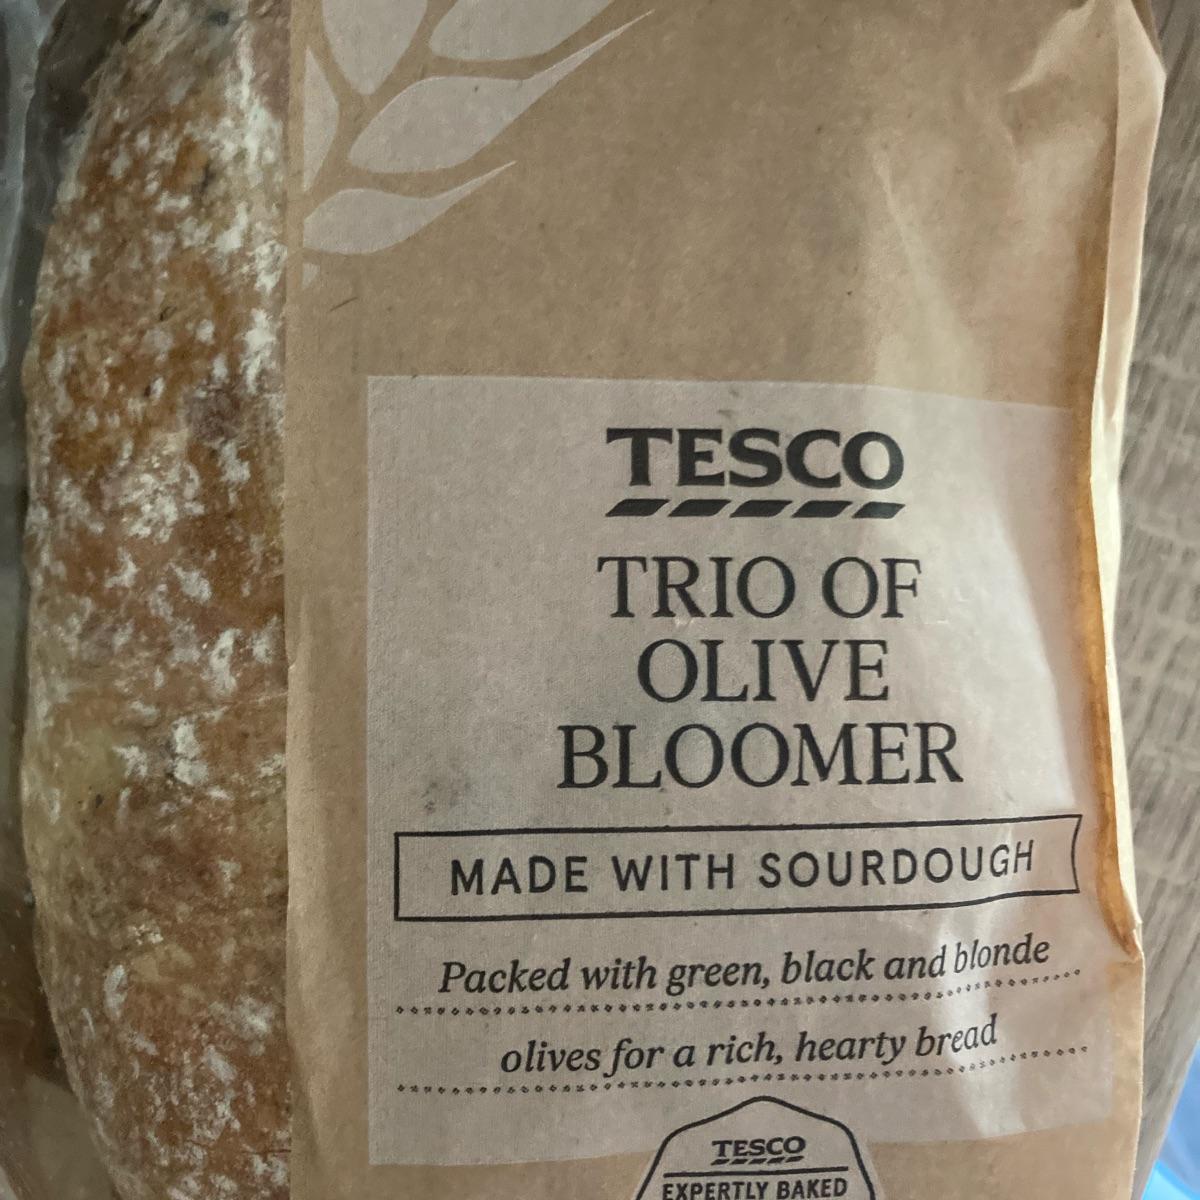 TESCO
TRIO OF
OLIVE
BLOOMER
MADE WITH SOURDOUGH
Packed with green, black and blonde
olives for a rich, hearty bread
TESCO
EXPERTLY BAKED